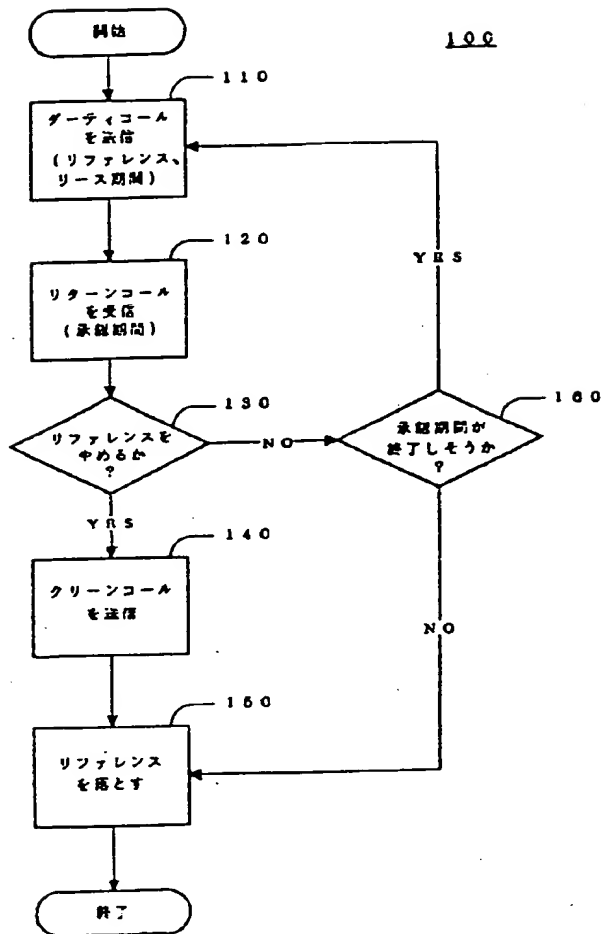 開始
100
110
ダーティコール
を送信
(リファレンス、
リース期間)
120
リターンコール
を受信
(承認期間)
YES
130
リファレンスを
やめるか
?
NO
160
承認期間が
終了しそうか
?
YES
140
クリーンコール
を送信
NO
150
リファレンス
を落とす
終了